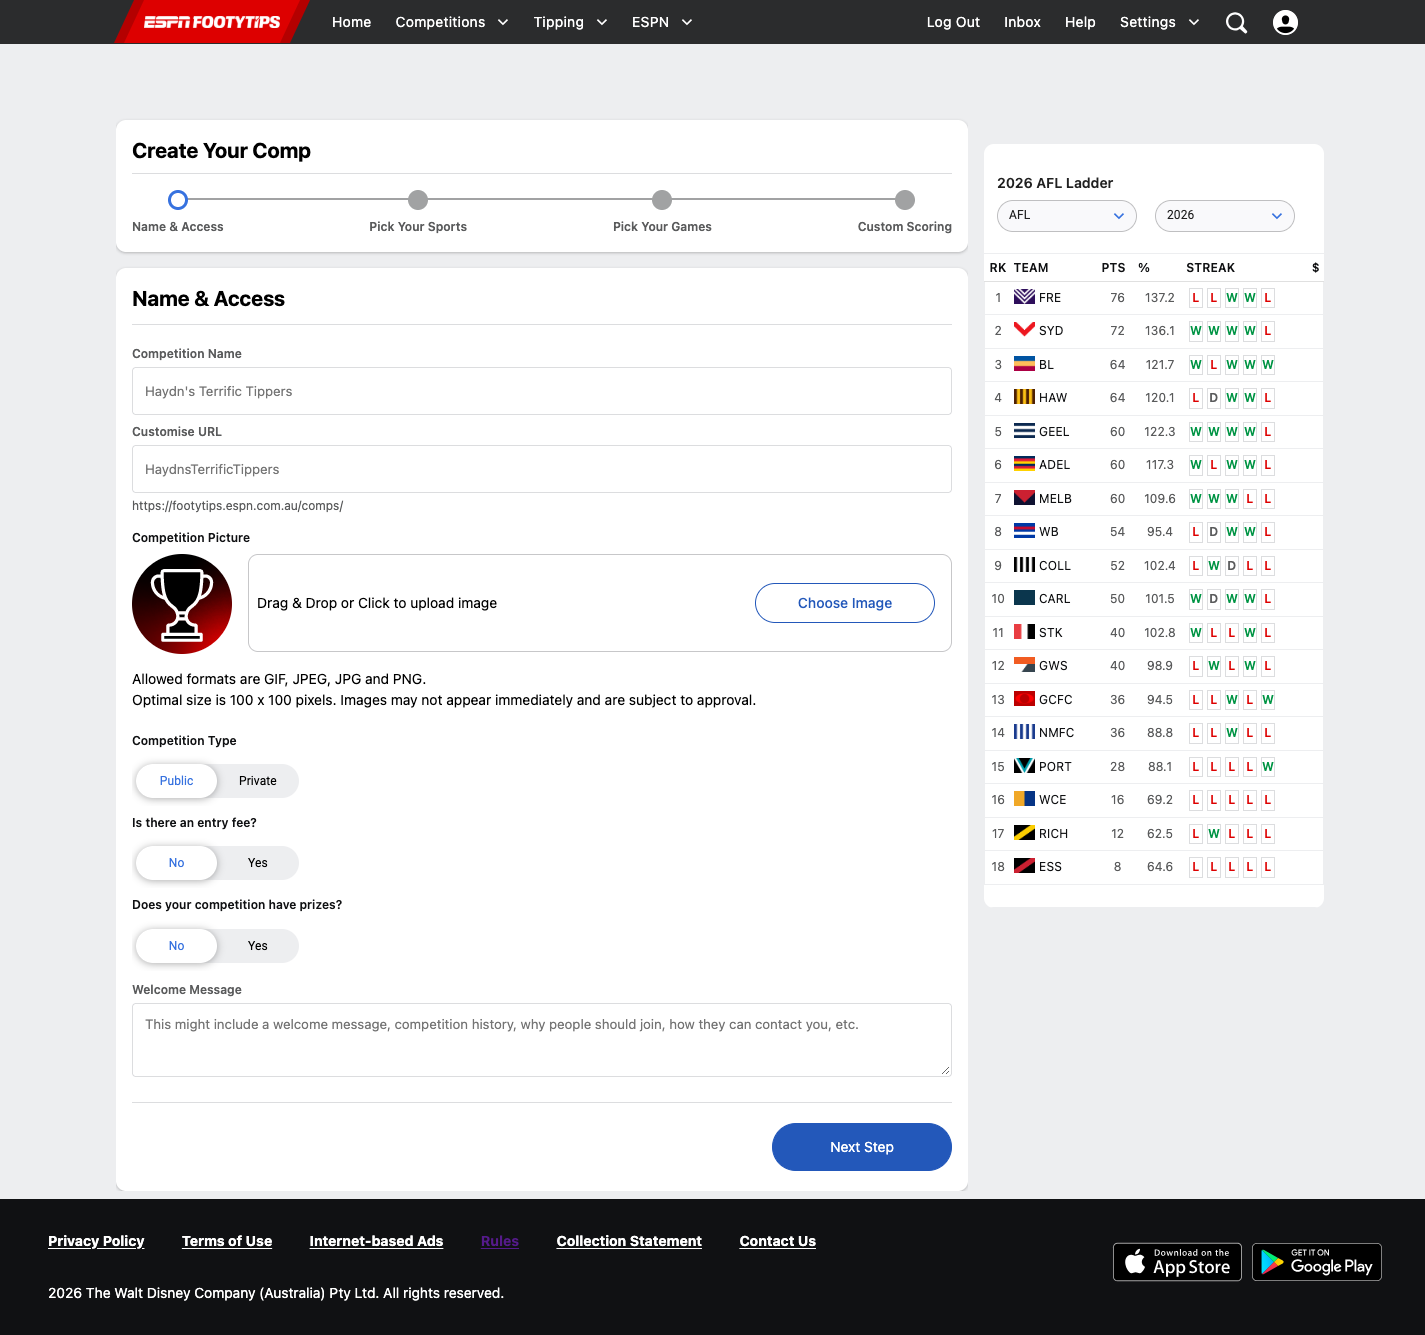 ESPN FOOTYTIPS
Home Competitions Tipping ESPN Log Out Inbox Help Settings
Create Your Comp
Name & Access Pick Your Sports Pick Your Games Custom Scoring
Name & Access
Competition Name
Haydn's Terrific Tippers
Customise URL
HaydnsTerrificTippers
https://footytips.espn.com.au/comps/
Competition Picture
Drag & Drop or Click to upload image
Choose Image
Allowed formats are GIF, JPEG, JPG and PNG.
Optimal size is 100 x 100 pixels. Images may not appear immediately and are subject to approval.
Competition Type
Public Private
Is there an entry fee?
No Yes
Does your competition have prizes?
No Yes
Welcome Message
This might include a welcome message, competition history, why people should join, how they can contact you, etc.
Next Step
2026 AFL Ladder
AFL 2026
RK TEAM PTS % STREAK $
1 FRE 76 137.2 L L W W L
2 SYD 72 136.1 W W W W L
3 BL 64 121.7 W L W W W
4 HAW 64 120.1 L D W W L
5 GEEL 60 122.3 W W W W L
6 ADEL 60 117.3 W L W W L
7 MELB 60 109.6 W W W L L
8 WB 54 95.4 L D W W L
9 COLL 52 102.4 L W D L L
10 CARL 50 101.5 W D W W L
11 STK 40 102.8 W L L W L
12 GWS 40 98.9 L W L W L
13 GCFC 36 94.5 L L W L W
14 NMFC 36 88.8 L L W L L
15 PORT 28 88.1 L L L L W
16 WCE 16 69.2 L L L L L
17 RICH 12 62.5 L W L L L
18 ESS 8 64.6 L L L L L
Privacy Policy Terms of Use Internet-based Ads Rules Collection Statement Contact Us
2026 The Walt Disney Company (Australia) Pty Ltd. All rights reserved.
Download on the
App Store
GET IT ON
Google Play